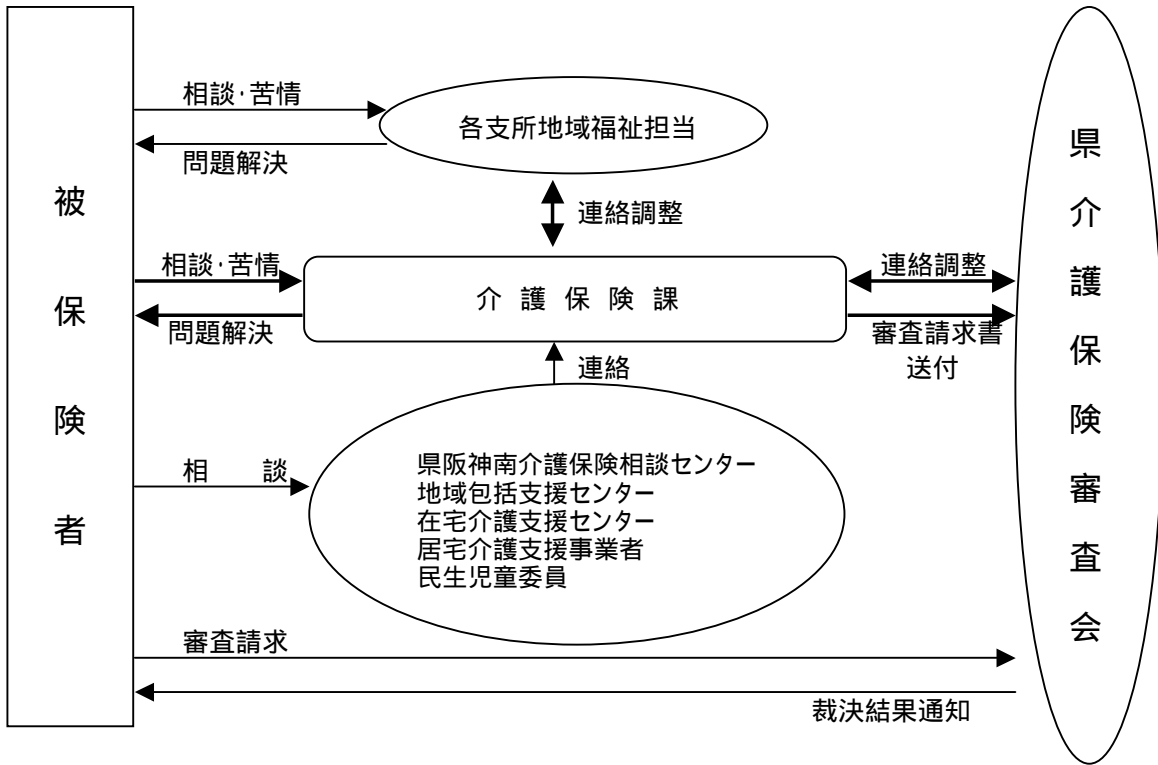 被保険者
相談·苦情
問題解決
各支所地域福祉担当
連絡調整
相談·苦情
問題解決
介護保険課
連絡調整
審査請求書
送付
連絡
相　　談
県阪神南介護保険相談センター
地域包括支援センター
在宅介護支援センター
居宅介護支援事業者
民生児童委員
審査請求
裁決結果通知
県介護保険審査会